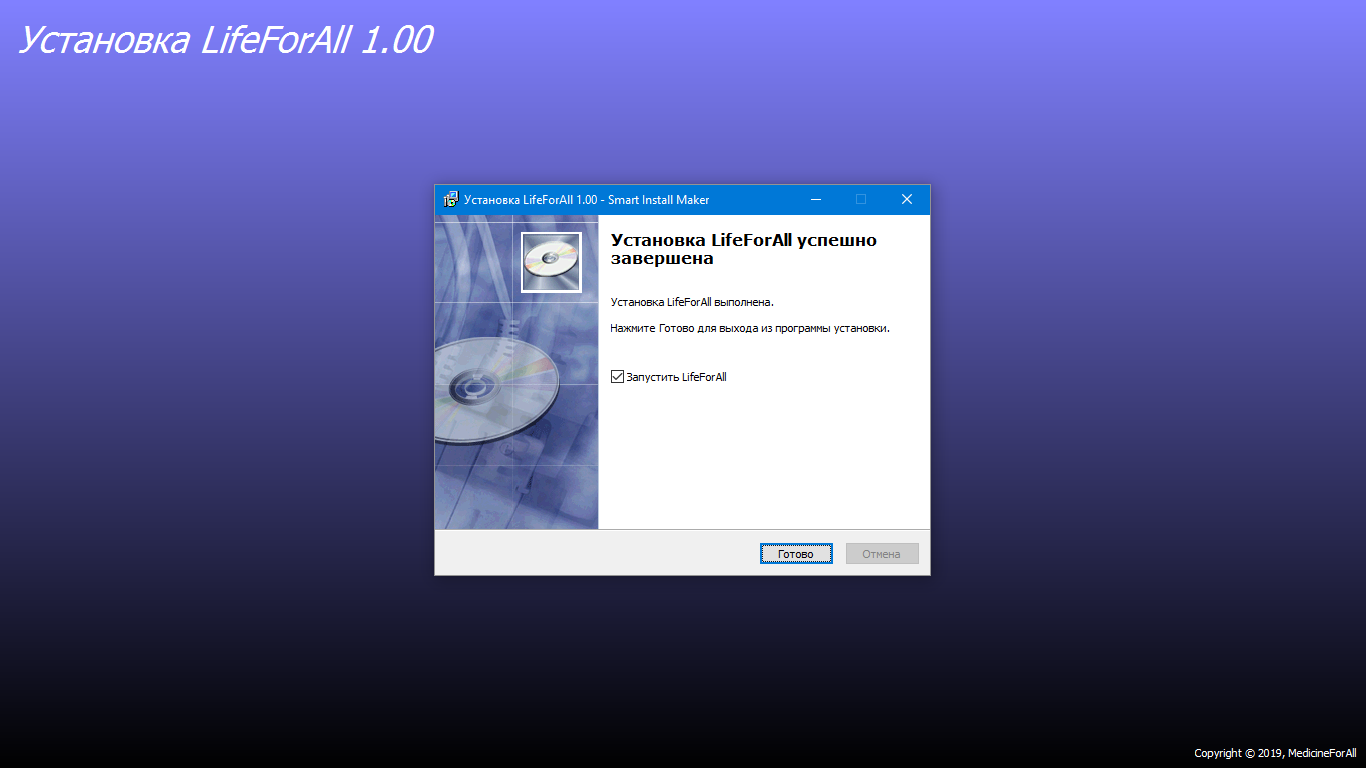 Установка LifeForAll 1.00
Установка LifeForAll 1.00 - Smart Install Maker
Установка LifeForAll успешно
завершена
Установка LifeForAll выполнена.
Нажмите Готово для выхода из программы установки.
Запустить LifeForAll
Готово
Отмена
Copyright © 2019, MedicineForAll